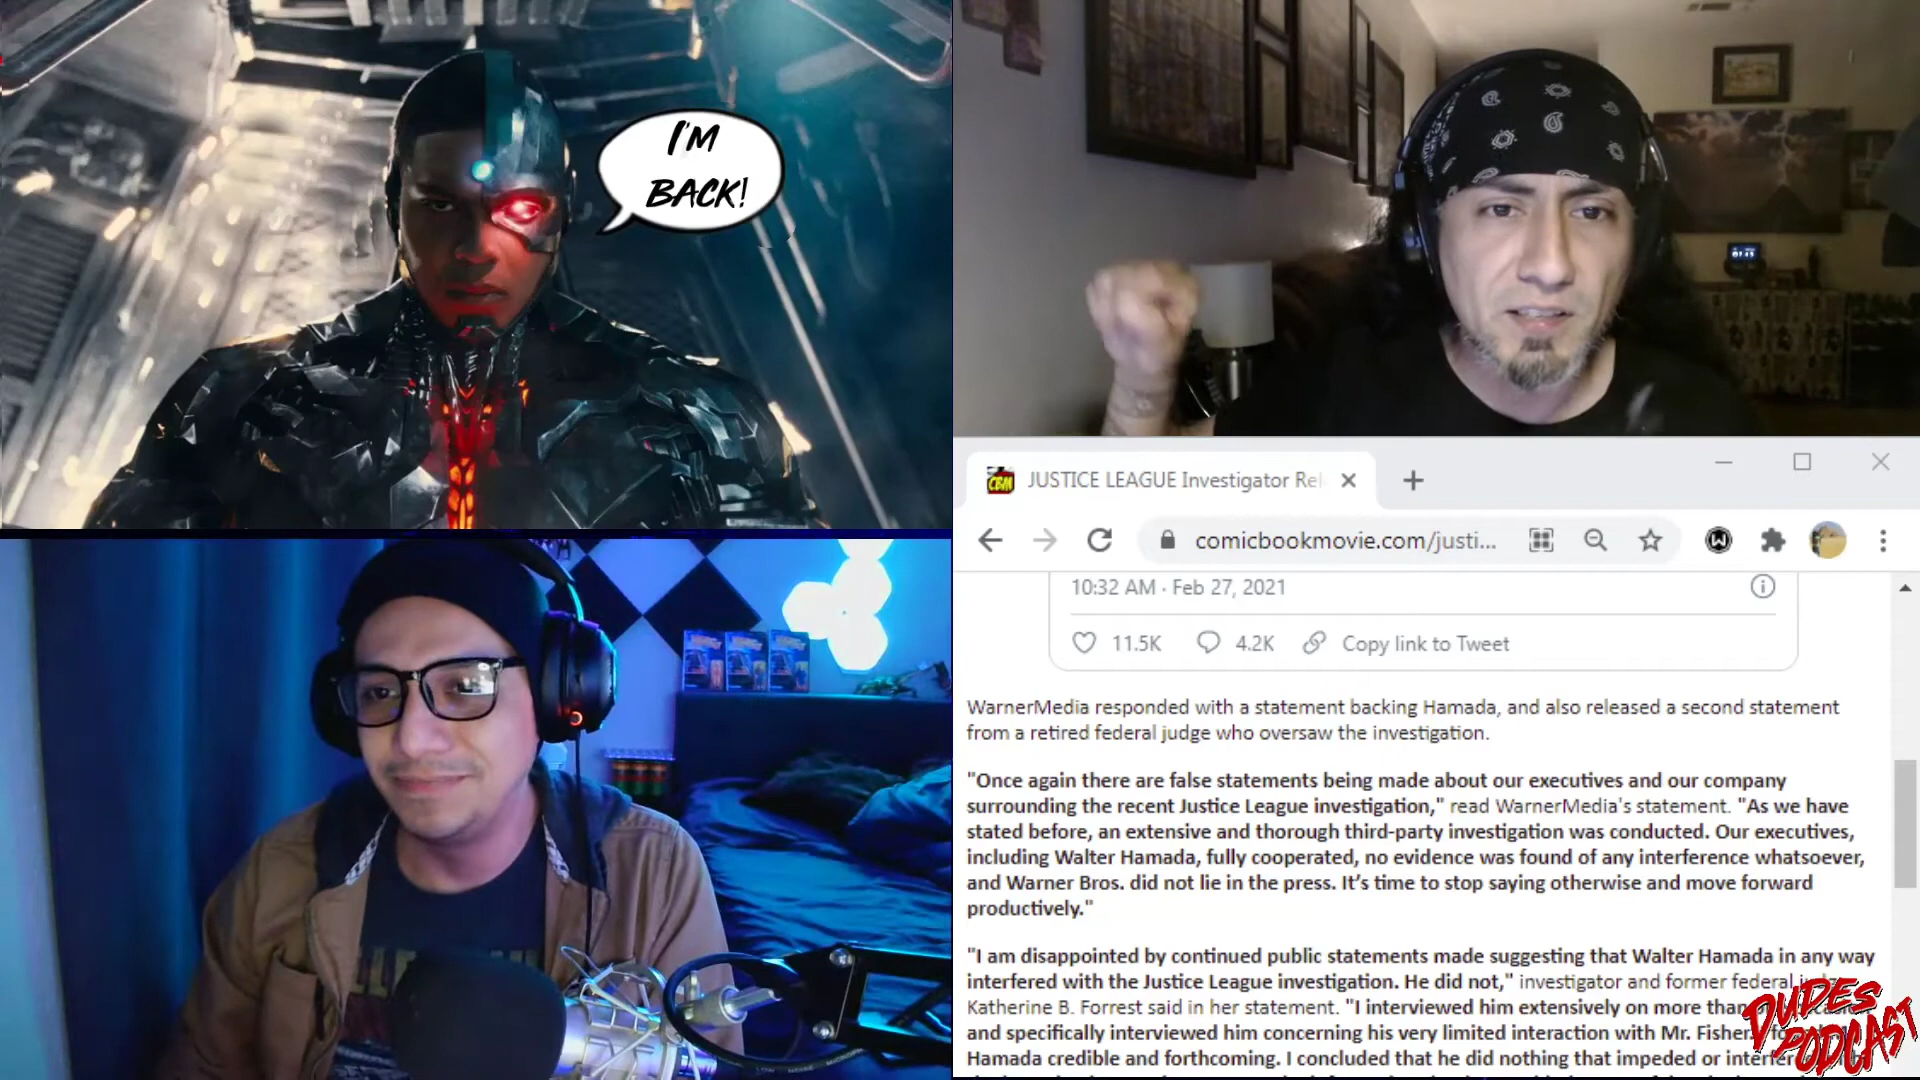 I'M
BACK!
JUSTICE LEAGUE Investigator Re
comicbookmovie.com/justi...
10:32 AM · Feb 27, 2021
11.5K 4.2K Copy link to Tweet
WarnerMedia responded with a statement backing Hamada, and also released a second statement
from a retired federal judge who oversaw the investigation.
"Once again there are false statements being made about our executives and our company
surrounding the recent Justice League investigation," read WarnerMedia's statement. "As we have
stated before, an extensive and thorough third-party investigation was conducted. Our executives,
including Walter Hamada, fully cooperated, no evidence was found of any interference whatsoever,
and Warner Bros. did not lie in the press. It's time to stop saying otherwise and move forward
productively."
"I am disappointed by continued public statements made suggesting that Walter Hamada in any way
interfered with the Justice League investigation. He did not," investigator and former federal
Katherine B. Forrest said in her statement. "I interviewed him extensively on more than
and specifically interviewed him concerning his very limited interaction with Mr. Fisher.
Hamada credible and forthcoming. I concluded that he did nothing that impeded or
DUDES
PODCAST